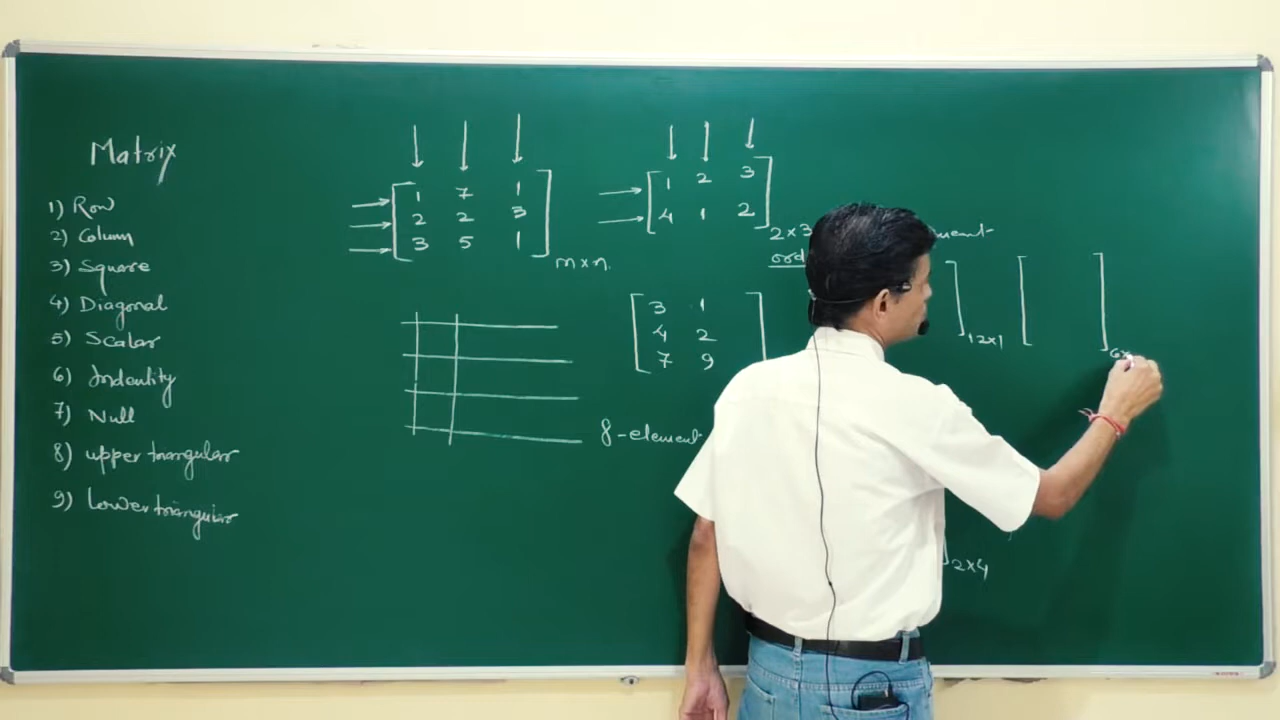 Matrix
1) Row
2) Column
3) Square
4) Diagonal
5) Scalar
6) Indentity
7) Null
8) upper triangular
9) Lower triangular
1 7 1
2 2 3
3 5 1
m×n.
1 2 3
4 1 2
2×3
3 1
4 2
7 9
8-element
12×1
6×
2×4